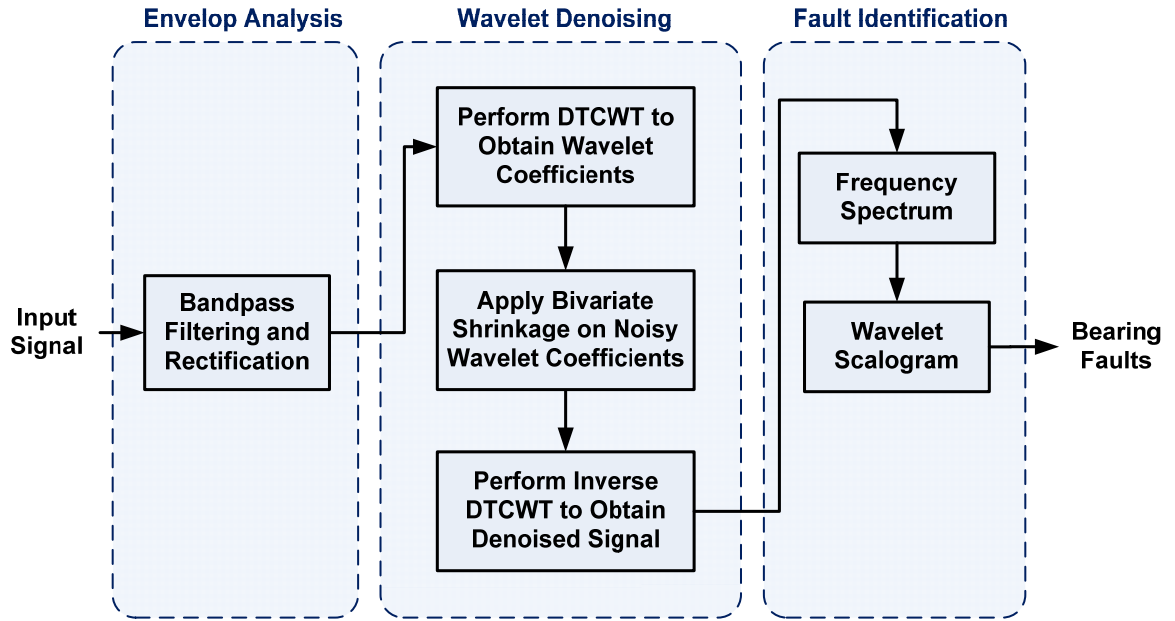 Envelop Analysis
Wavelet Denoising
Fault Identification
Input
Signal
Bandpass
Filtering and
Rectification
Perform DTCWT to
Obtain Wavelet
Coefficients
Apply Bivariate
Shrinkage on Noisy
Wavelet Coefficients
Perform Inverse
DTCWT to Obtain
Denoised Signal
Frequency
Spectrum
Wavelet
Scalogram
Bearing
Faults